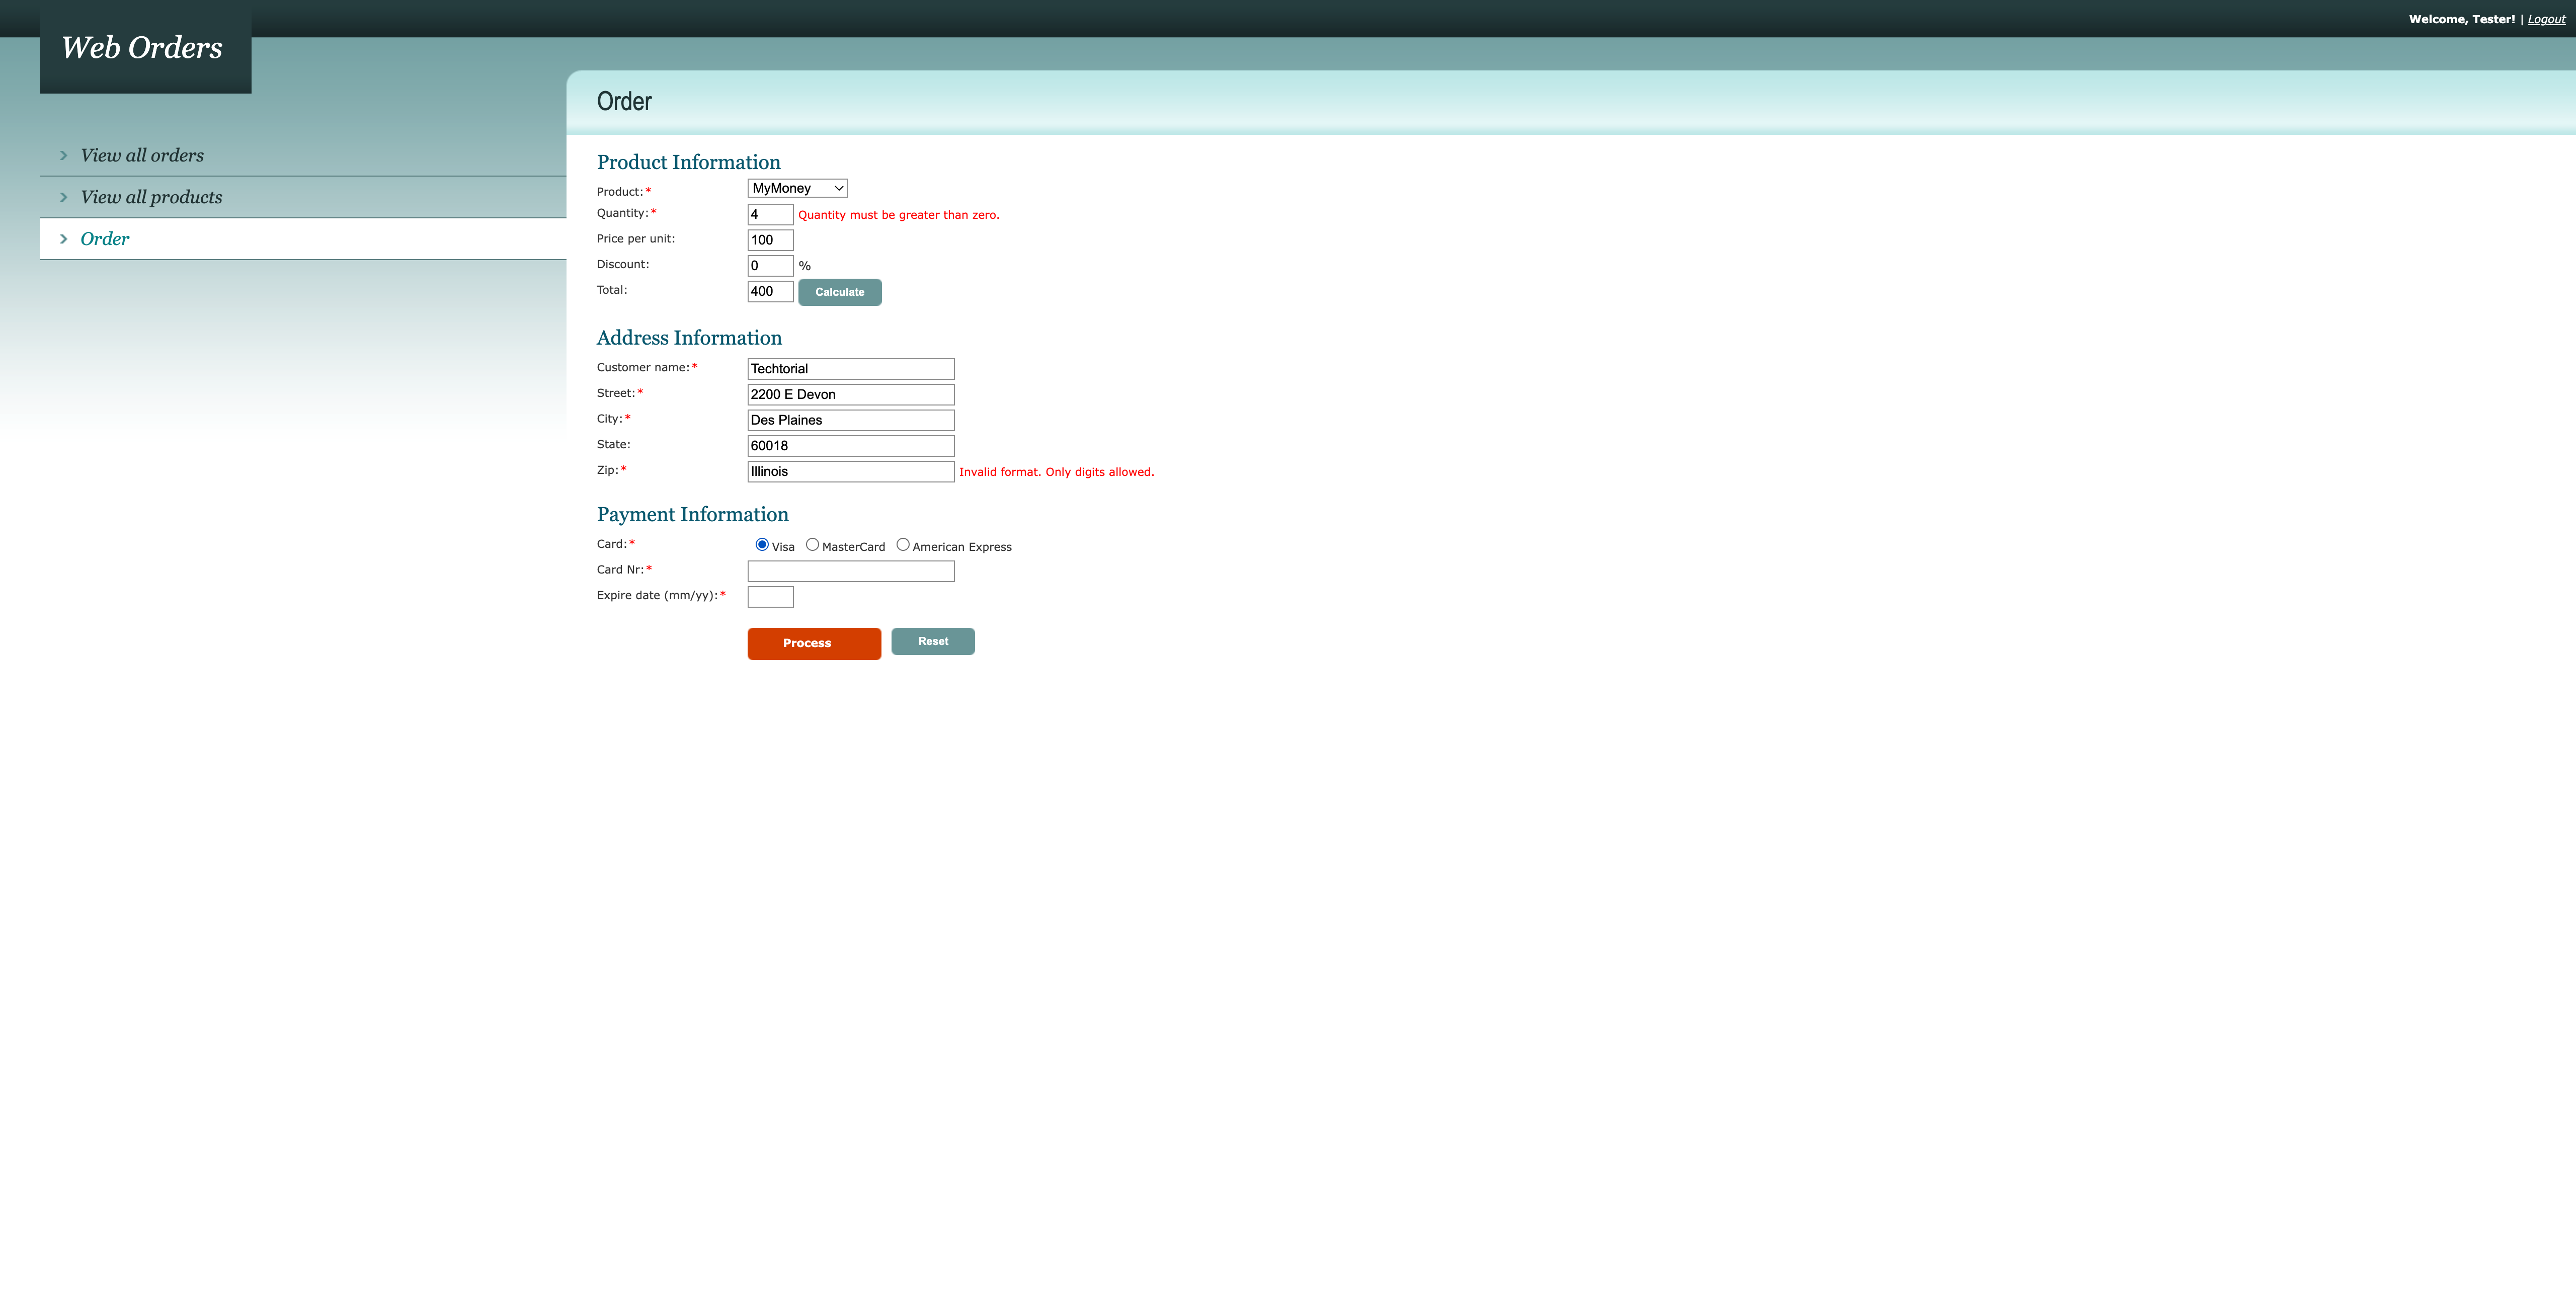 Welcome, Tester! | Logout
Web Orders
View all orders
View all products
Order
Order
Product Information
Product:* MyMoney
Quantity:* 4 Quantity must be greater than zero.
Price per unit: 100
Discount: 0 %
Total: 400 Calculate
Address Information
Customer name:* Techtorial
Street:* 2200 E Devon
City:* Des Plaines
State: 60018
Zip:* Illinois Invalid format. Only digits allowed.
Payment Information
Card:* Visa MasterCard American Express
Card Nr:*
Expire date (mm/yy):*
Process Reset